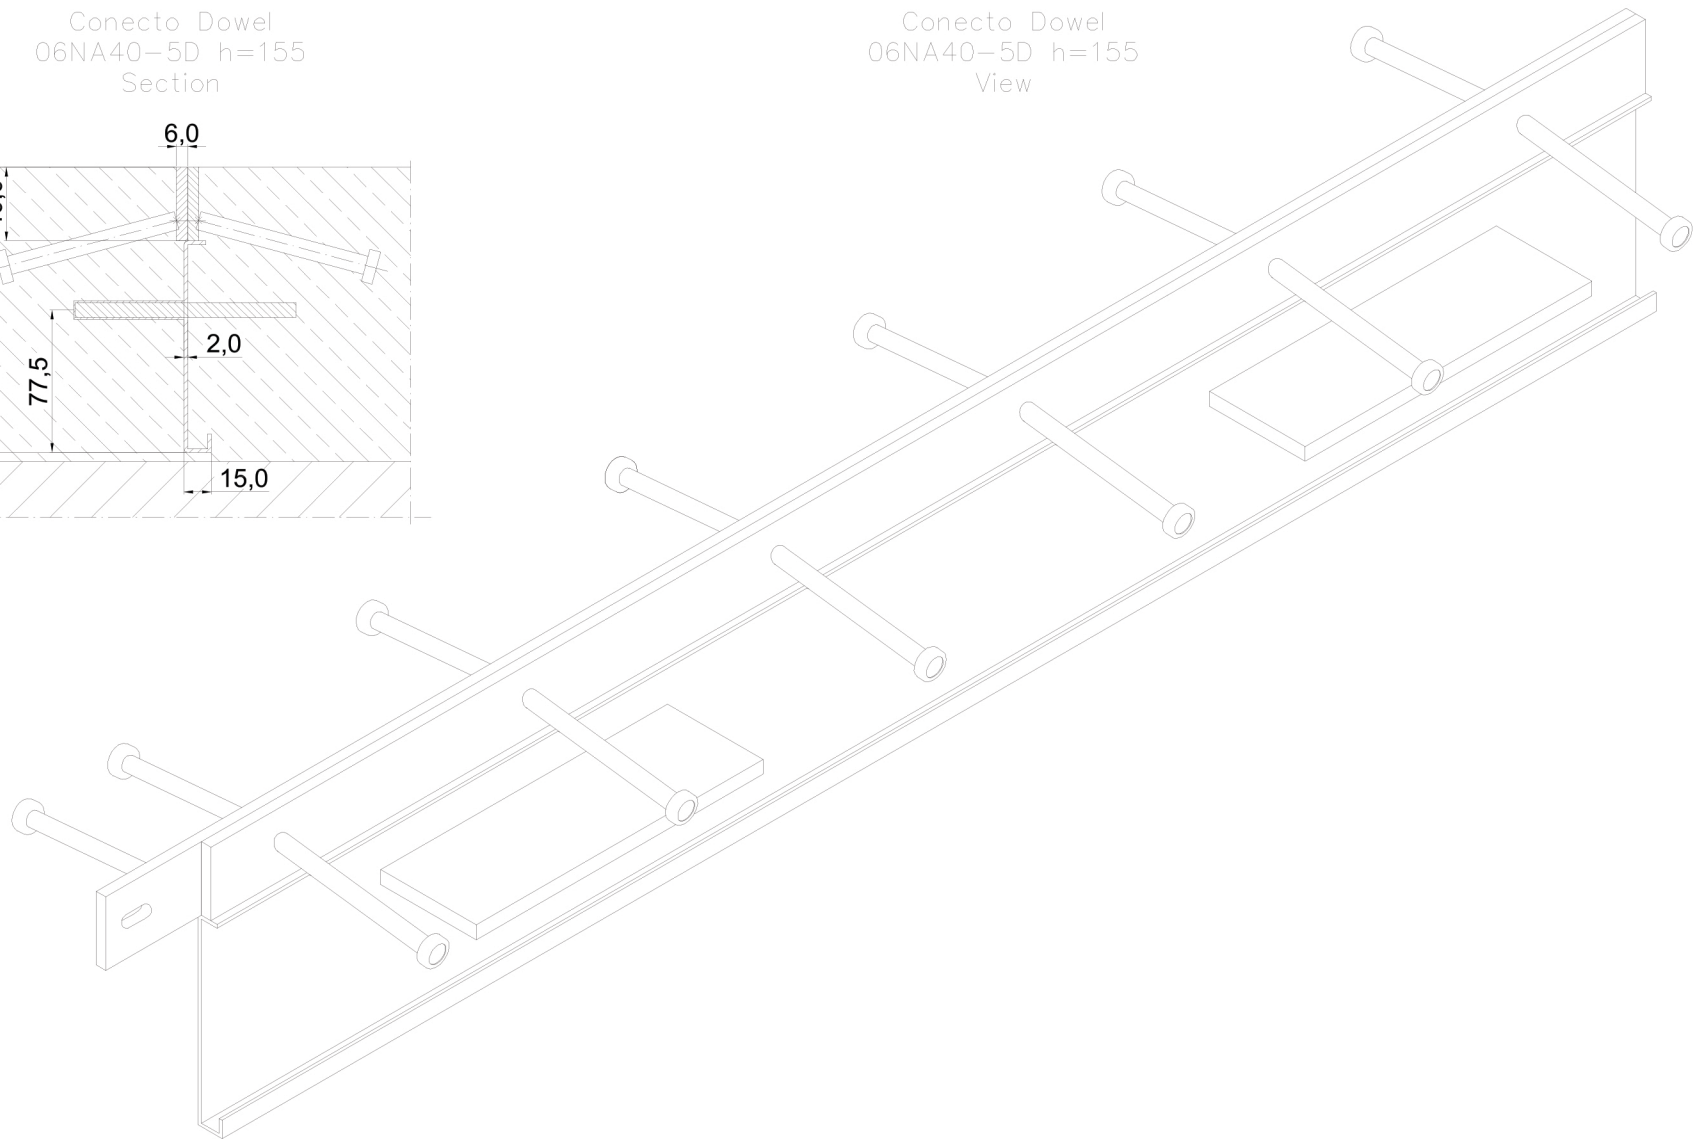 Conecto Dowel
06NA40-5D h=155
Section
Conecto Dowel
06NA40-5D h=155
View
6,0
2,0
77,5
15,0